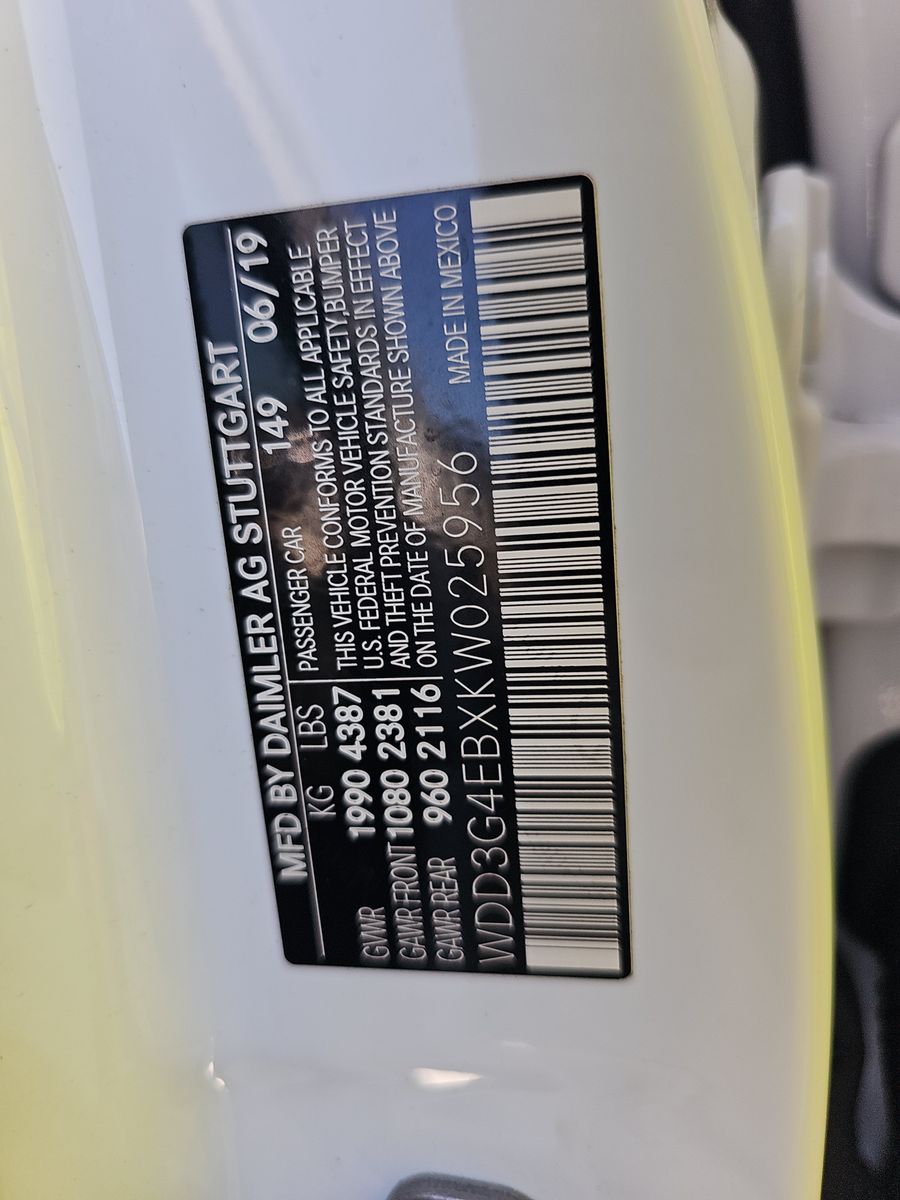 MFD BY DAIMLER AG STUTTGART
KG LBS 149 06/19
GVWR 1990 4387
GAWR FRONT 1080 2381
GAWR REAR 960 2116
PASSENGER CAR
THIS VEHICLE CONFORMS TO ALL APPLICABLE
U.S. FEDERAL MOTOR VEHICLE SAFETY,BUMPER
AND THEFT PREVENTION STANDARDS IN EFFECT
ON THE DATE OF MANUFACTURE SHOWN ABOVE
MADE IN MEXICO
WDD3G4EBXKW025956